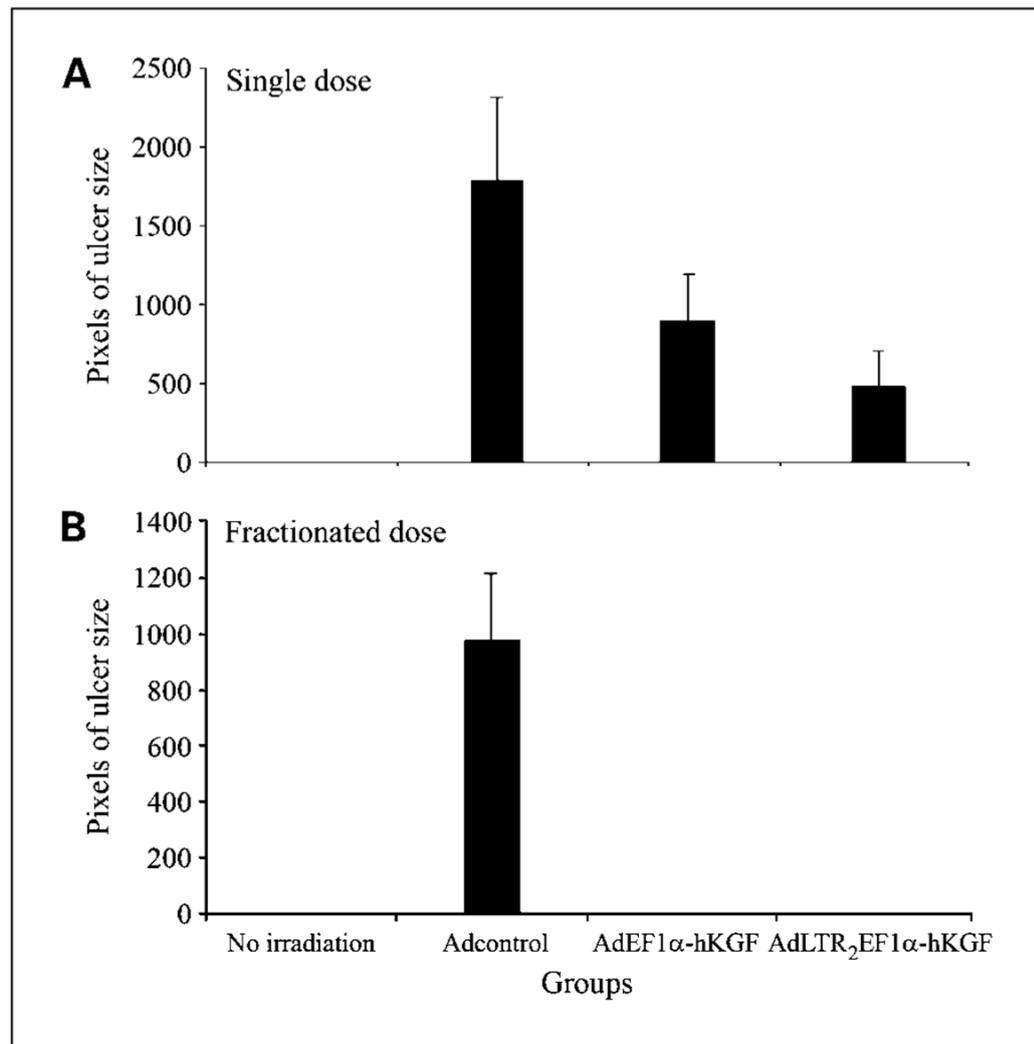 A
Single dose
2500
2000
1500
1000
500
0
Pixels of ulcer size
B
Fractionated dose
1400
1200
1000
800
600
400
200
0
Pixels of ulcer size
No irradiation Adcontrol AdEF1α-hKGF AdLTR₂EF1α-hKGF
Groups